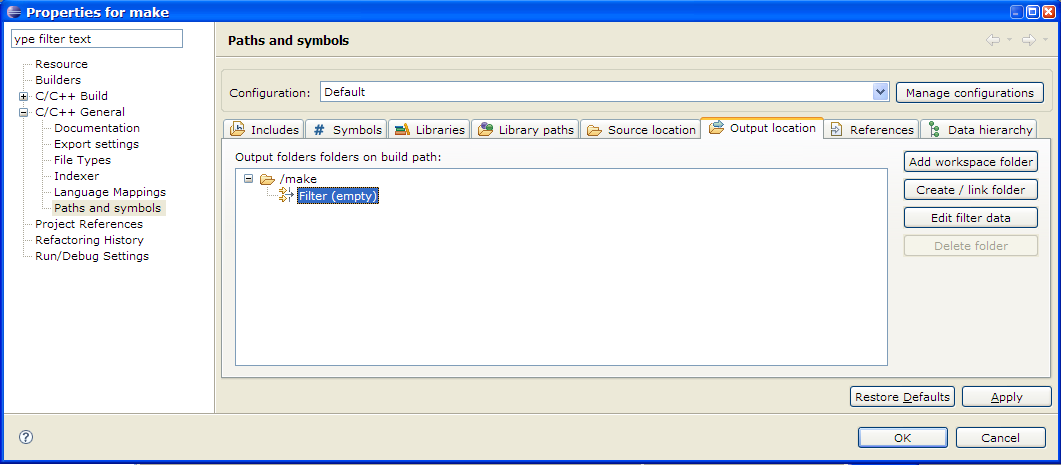 Properties for make
ype filter text
Resource
Builders
C/C++ Build
C/C++ General
Documentation
Export settings
File Types
Indexer
Language Mappings
Paths and symbols
Project References
Refactoring History
Run/Debug Settings
Paths and symbols
Configuration: Default Manage configurations
Includes # Symbols Libraries Library paths Source location Output location References Data hierarchy
Output folders folders on build path:
/make
Filter (empty)
Add workspace folder
Create / link folder
Edit filter data
Delete folder
Restore Defaults Apply
? OK Cancel